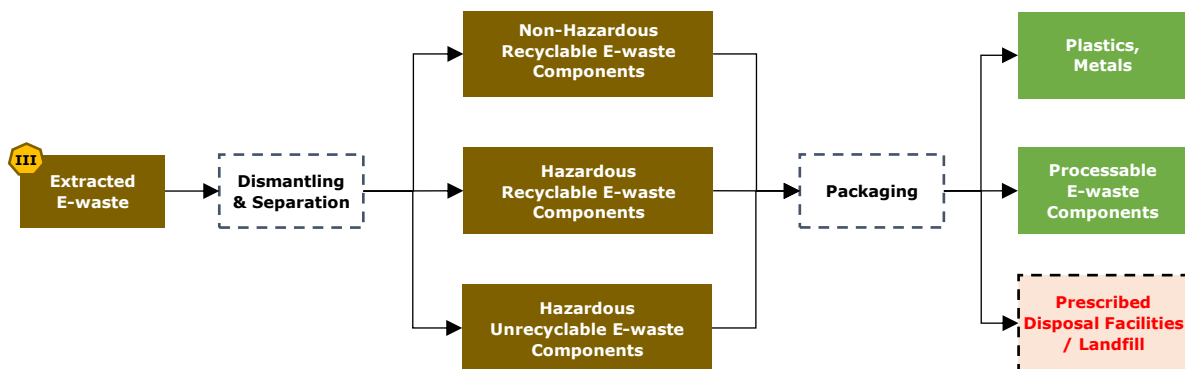 III
Extracted
E-waste
Dismantling
& Separation
Non-Hazardous
Recyclable E-waste
Components
Hazardous
Recyclable E-waste
Components
Hazardous
Unrecyclable E-waste
Components
Packaging
Plastics,
Metals
Processable
E-waste
Components
Prescribed
Disposal Facilities
/ Landfill